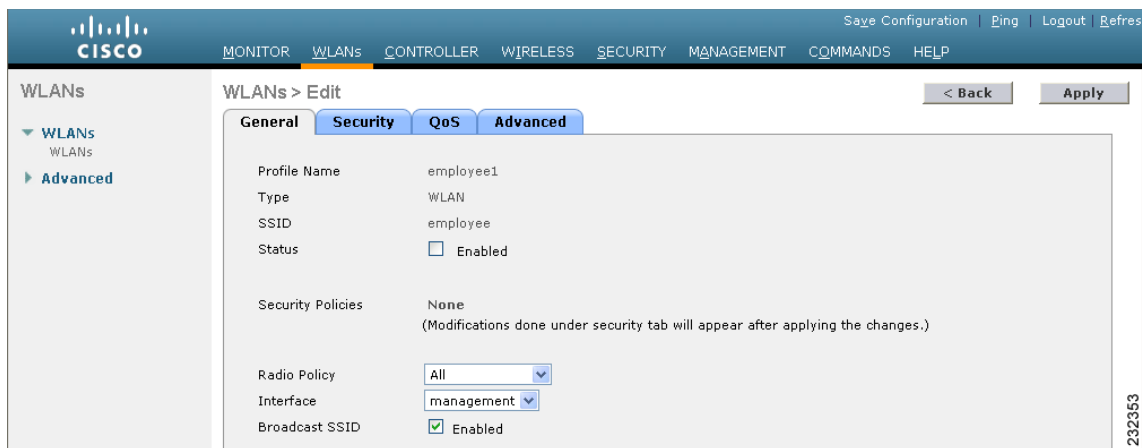 Save Configuration | Ping | Logout | Refres
CISCO
MONITOR WLANs CONTROLLER WIRELESS SECURITY MANAGEMENT COMMANDS HELP
WLANs
WLANs > Edit
< Back
Apply
WLANs
WLANs
Advanced
General Security QoS Advanced
Profile Name employee1
Type WLAN
SSID employee
Status Enabled
Security Policies None
(Modifications done under security tab will appear after applying the changes.)
Radio Policy All
Interface management
Broadcast SSID Enabled
232353